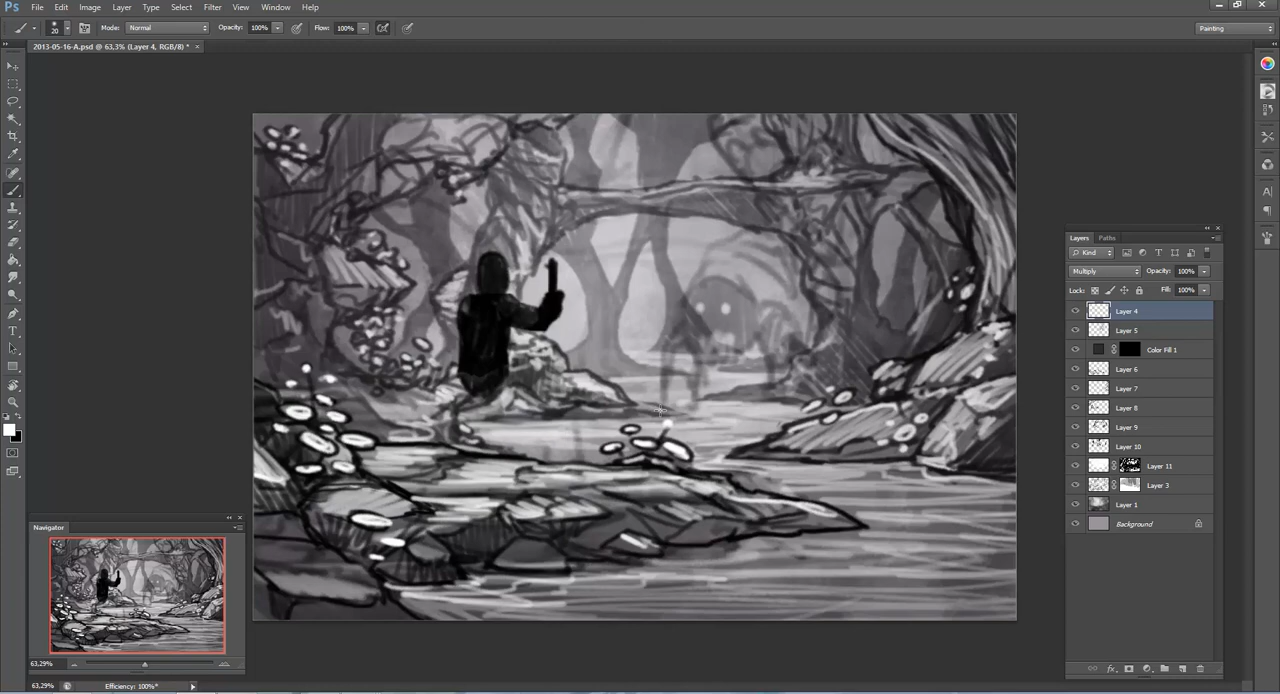 Ps File Edit Image Layer Type Select Filter View Window Help
20 Mode: Normal Opacity: 100% Flow: 100% Painting
2013-05-16-A.psd @ 63,3% (Layer 4, RGB/8) * ×
Layers Paths
Kind
Multiply Opacity: 100%
Lock: Fill: 100%
Layer 4
Layer 5
Color Fill 1
Layer 6
Layer 7
Layer 8
Layer 9
Layer 10
Layer 11
Layer 3
Layer 1
Background
Navigator
63,29%
63,29% Efficiency: 100%*